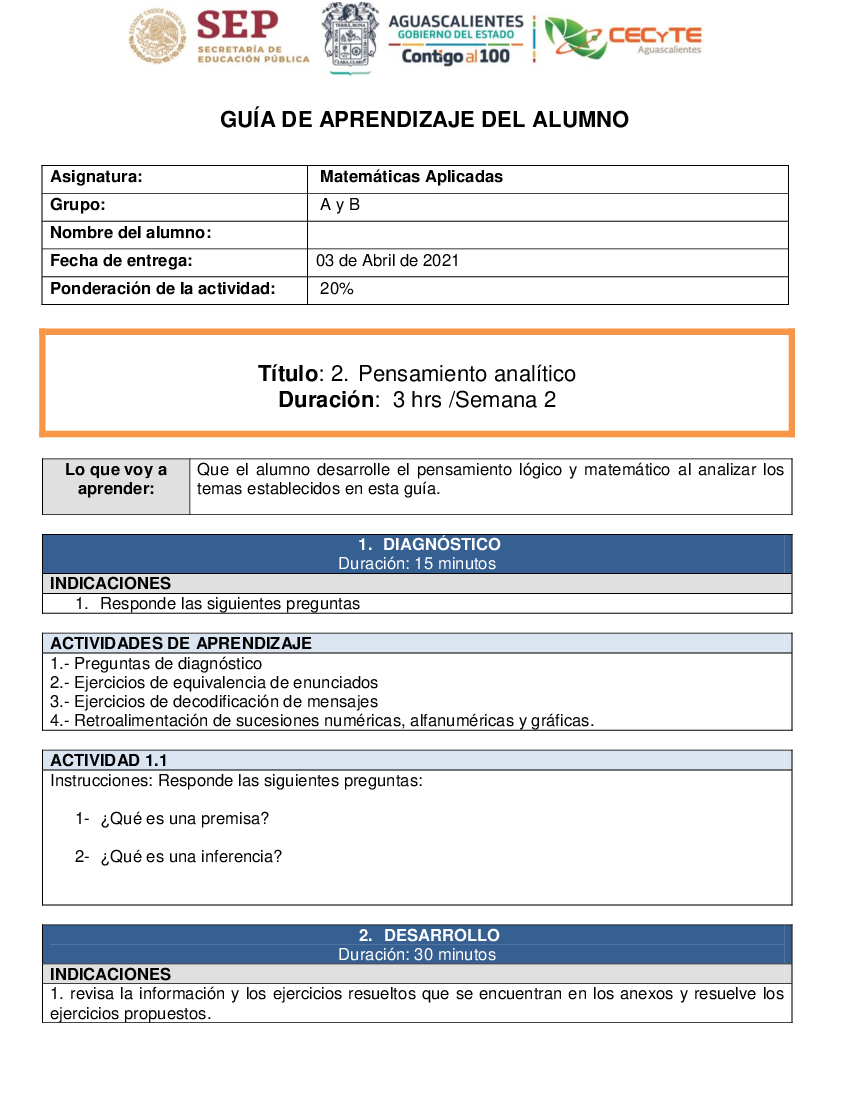 SEP
SECRETARÍA DE
EDUCACIÓN PÚBLICA
AGUASCALIENTES
GOBIERNO DEL ESTADO
Contigo al 100
CECyTE
Aguascalientes
GUÍA DE APRENDIZAJE DEL ALUMNO
Asignatura: Matemáticas Aplicadas
Grupo: A y B
Nombre del alumno:
Fecha de entrega: 03 de Abril de 2021
Ponderación de la actividad: 20%
Título: 2. Pensamiento analítico
Duración: 3 hrs /Semana 2
Lo que voy a aprender: Que el alumno desarrolle el pensamiento lógico y matemático al analizar los
temas establecidos en esta guía.
1. DIAGNÓSTICO
Duración: 15 minutos
INDICACIONES
1. Responde las siguientes preguntas
ACTIVIDADES DE APRENDIZAJE
1.- Preguntas de diagnóstico
2.- Ejercicios de equivalencia de enunciados
3.- Ejercicios de decodificación de mensajes
4.- Retroalimentación de sucesiones numéricas, alfanuméricas y gráficas.
ACTIVIDAD 1.1
Instrucciones: Responde las siguientes preguntas:
1- ¿Qué es una premisa?
2- ¿Qué es una inferencia?
2. DESARROLLO
Duración: 30 minutos
INDICACIONES
1. revisa la información y los ejercicios resueltos que se encuentran en los anexos y resuelve los
ejercicios propuestos.